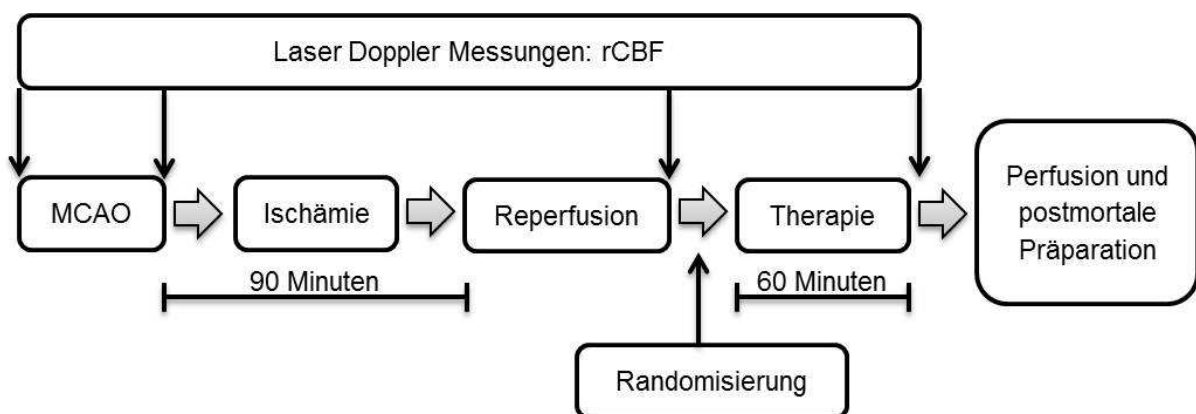 Laser Doppler Messungen: rCBF
MCAO
Ischämie
Reperfusion
Therapie
Perfusion und
postmortale
Präparation
90 Minuten
60 Minuten
Randomisierung